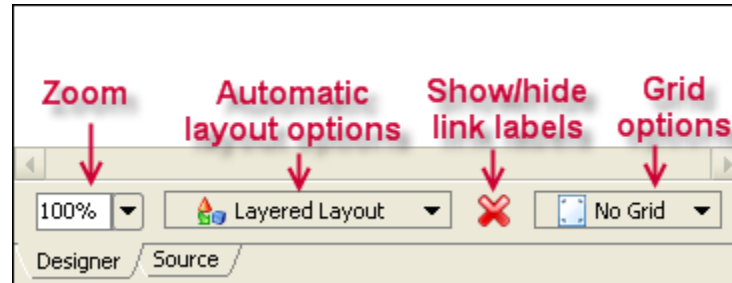 Zoom
Automatic
layout options
Show/hide
link labels
Grid
options
100%
Layered Layout
No Grid
Designer
Source